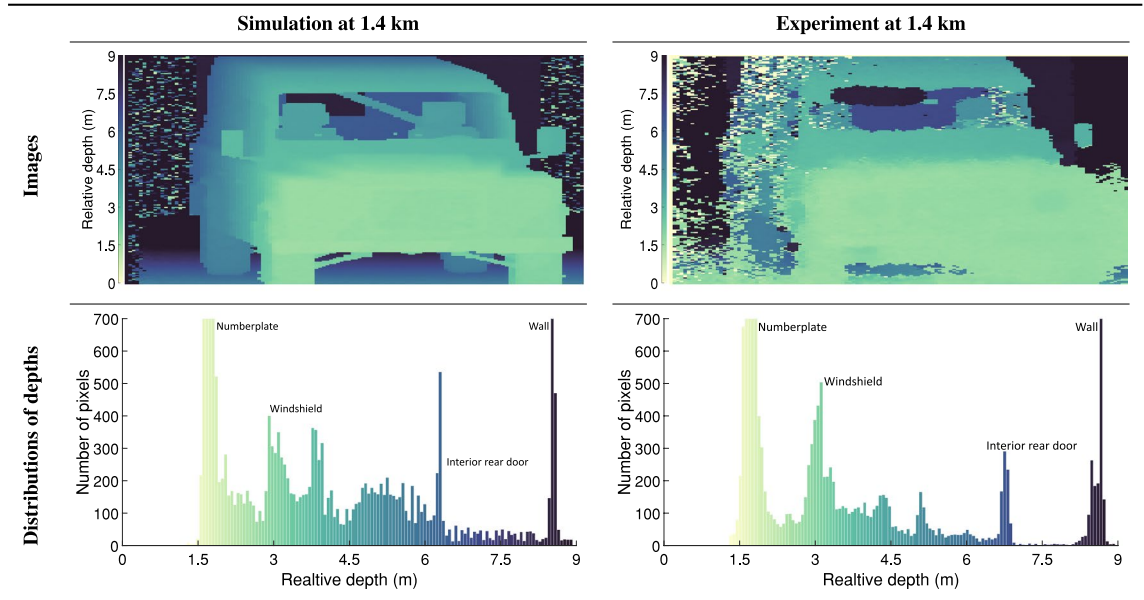 Simulation at 1.4 km
Experiment at 1.4 km
Images
Relative depth (m)
9
7.5
6
4.5
3
1.5
0
Relative depth (m)
9
7.5
6
4.5
3
1.5
0
Distributions of depths
Number of pixels
700
600
500
400
300
200
100
0
Numberplate
Windshield
Interior rear door
Wall
0 1.5 3 4.5 6 7.5 9
Realtive depth (m)
Number of pixels
700
600
500
400
300
200
100
0
Numberplate
Windshield
Interior rear door
Wall
0 1.5 3 4.5 6 7.5 9
Realtive depth (m)